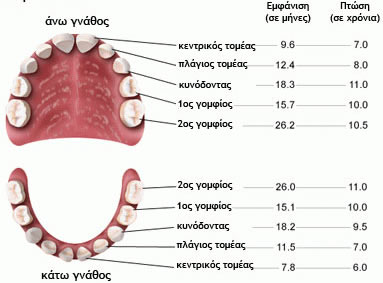 Εμφάνιση Πτώση
(σε μήνες) (σε χρόνια)
άνω γνάθος
κεντρικός τομέας 9.6 7.0
πλάγιος τομέας 12.4 8.0
κυνόδοντας 18.3 11.0
1ος γομφίος 15.7 10.0
2ος γομφίος 26.2 10.5
2ος γομφίος 26.0 11.0
1ος γομφίος 15.1 10.0
κυνόδοντας 18.2 9.5
πλάγιος τομέας 11.5 7.0
κεντρικός τομέας 7.8 6.0
κάτω γνάθος